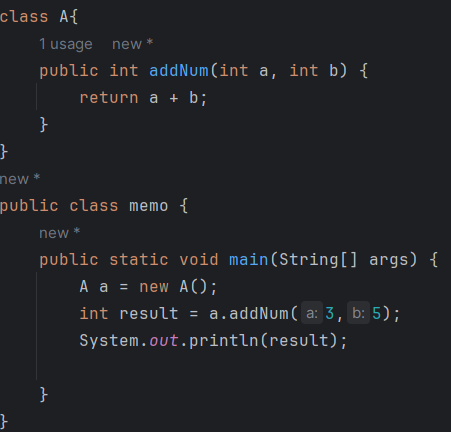 class A{
1 usage new *
public int addNum(int a, int b) {
return a + b;
}
}
new *
public class memo {
new *
public static void main(String[] args) {
A a = new A();
int result = a.addNum( a: 3, b: 5);
System.out.println(result);
}
}